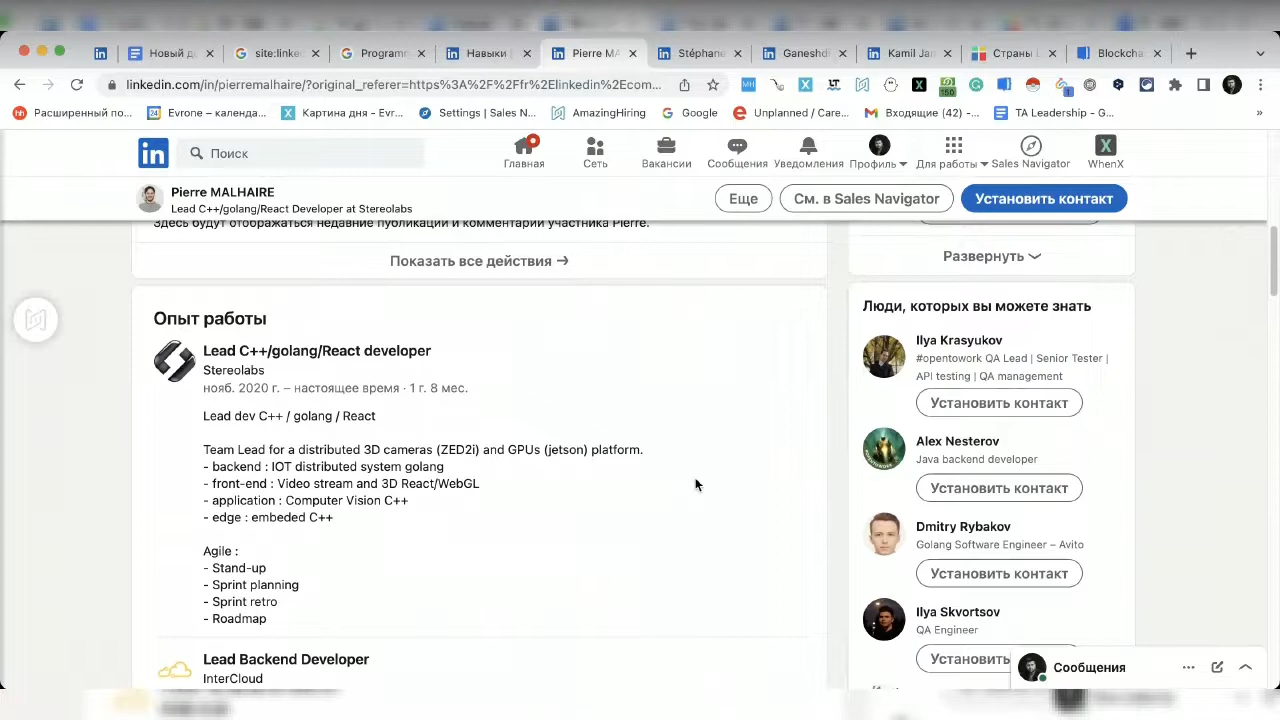 Новый д
site:linke
Programm
Навыки
Pierre MA
Stéphane
Ganeshdi
Kamil Jan
Страны L
Blockcha
linkedin.com/in/pierremalhaire/?original_referer=https%3A%2F%2Ffr%2Elinkedin%2Ecom...
Расширенный по...
Evrone – календа...
Картина дня - Evr...
Settings | Sales N...
AmazingHiring
Google
Unplanned / Care...
Входящие (42) -...
TA Leadership - G...
»
in
Поиск
Главная
Сеть
Вакансии
Сообщения
Уведомления
Профиль
Для работы
Sales Navigator
WhenX
Pierre MALHAIRE
Lead C++/golang/React Developer at Stereolabs
Еще
См. в Sales Navigator
Установить контакт
Здесь будут отображаться недавние публикации и комментарии участника Pierre.
Показать все действия →
Опыт работы
Lead C++/golang/React developer
Stereolabs
нояб. 2020 г. – настоящее время · 1 г. 8 мес.
Lead dev C++ / golang / React
Team Lead for a distributed 3D cameras (ZED2i) and GPUs (jetson) platform.
- backend : IOT distributed system golang
- front-end : Video stream and 3D React/WebGL
- application : Computer Vision C++
- edge : embeded C++
Agile :
- Stand-up
- Sprint planning
- Sprint retro
- Roadmap
Lead Backend Developer
InterCloud
Развернуть
Люди, которых вы можете знать
Ilya Krasyukov
#opentowork QA Lead | Senior Tester |
API testing | QA management
Установить контакт
Alex Nesterov
Java backend developer
Установить контакт
Dmitry Rybakov
Golang Software Engineer – Avito
Установить контакт
Ilya Skvortsov
QA Engineer
Установить
Сообщения